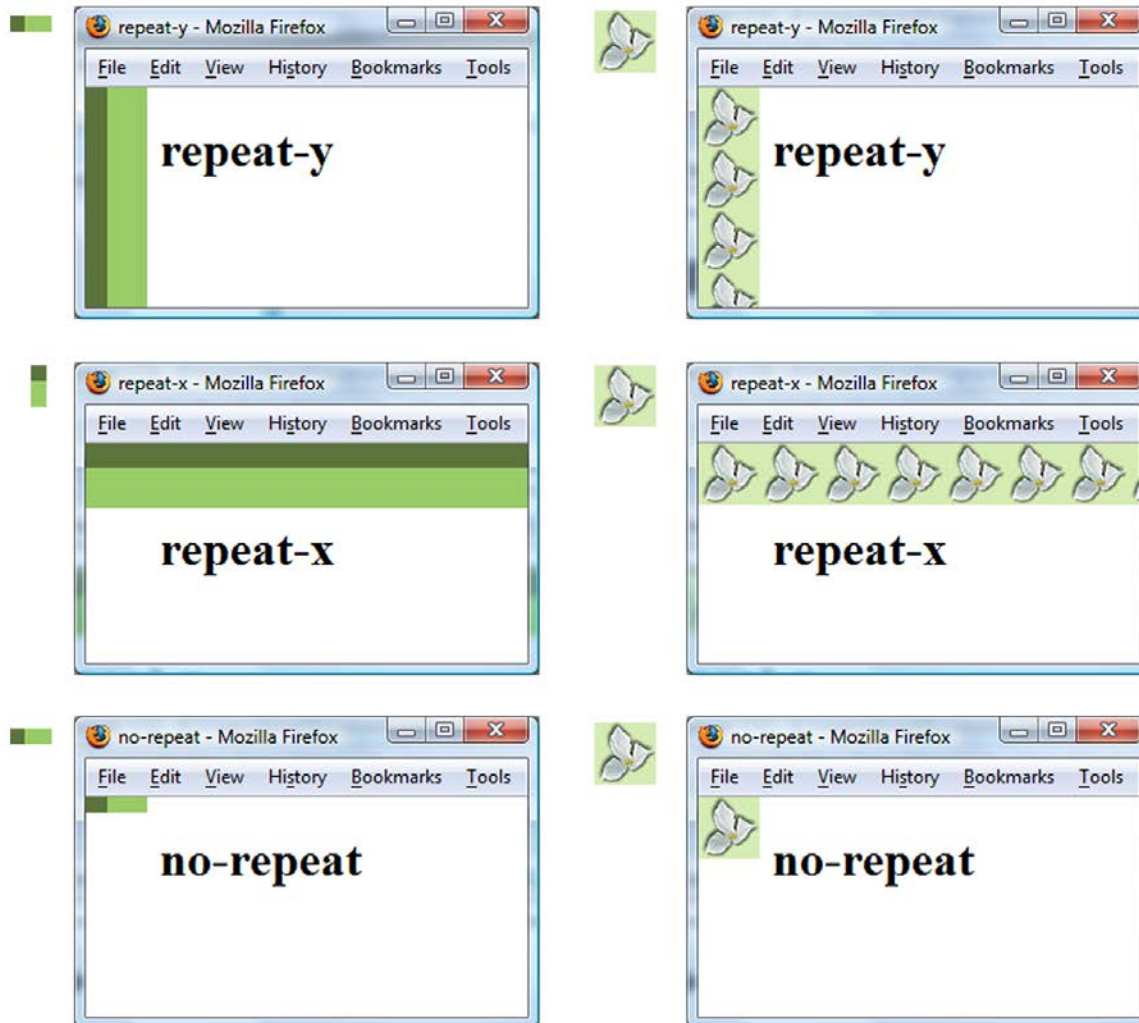 repeat-y - Mozilla Firefox
File Edit View History Bookmarks Tools
repeat-y
repeat-y - Mozilla Firefox
File Edit View History Bookmarks Tools
repeat-y
repeat-x - Mozilla Firefox
File Edit View History Bookmarks Tools
repeat-x
repeat-x - Mozilla Firefox
File Edit View History Bookmarks Tools
repeat-x
no-repeat - Mozilla Firefox
File Edit View History Bookmarks Tools
no-repeat
no-repeat - Mozilla Firefox
File Edit View History Bookmarks Tools
no-repeat